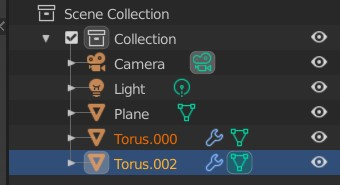 Scene Collection
Collection
Camera
Light
Plane
Torus.000
Torus.002